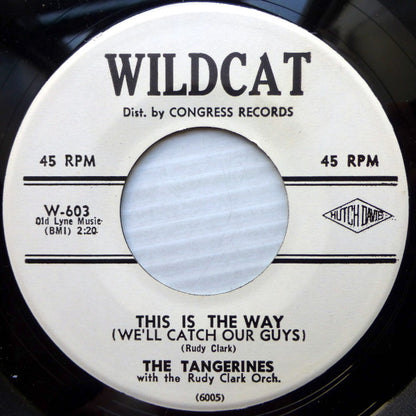 WILDCAT
Dist. by CONGRESS RECORDS
45 RPM
45 RPM
W-603
Old Lyne Music
(BMI) 2:20
HUTCH DAVIE
THIS IS THE WAY
(WE'LL CATCH OUR GUYS)
(Rudy Clark)
THE TANGERINES
with the Rudy Clark Orch.
(6005)